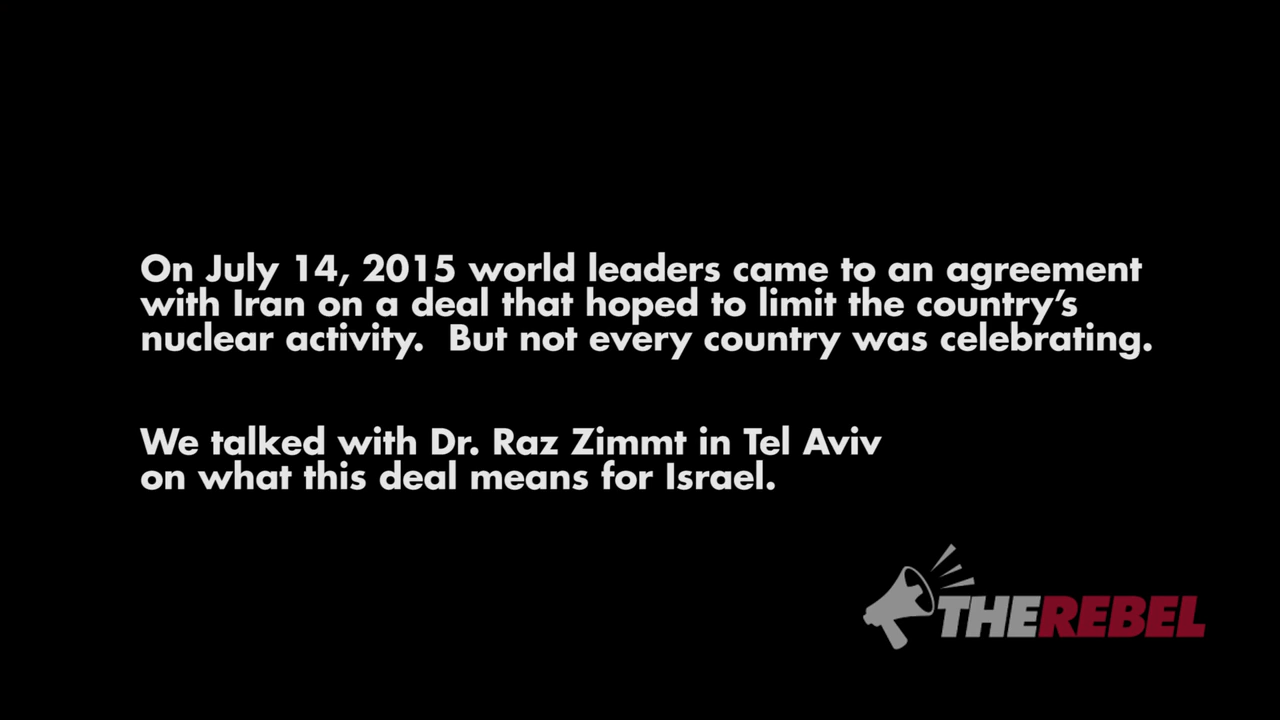 On July 14, 2015 world leaders came to an agreement
with Iran on a deal that hoped to limit the country’s
nuclear activity.  But not every country was celebrating.
We talked with Dr. Raz Zimmt in Tel Aviv
on what this deal means for Israel.
THEREBEL